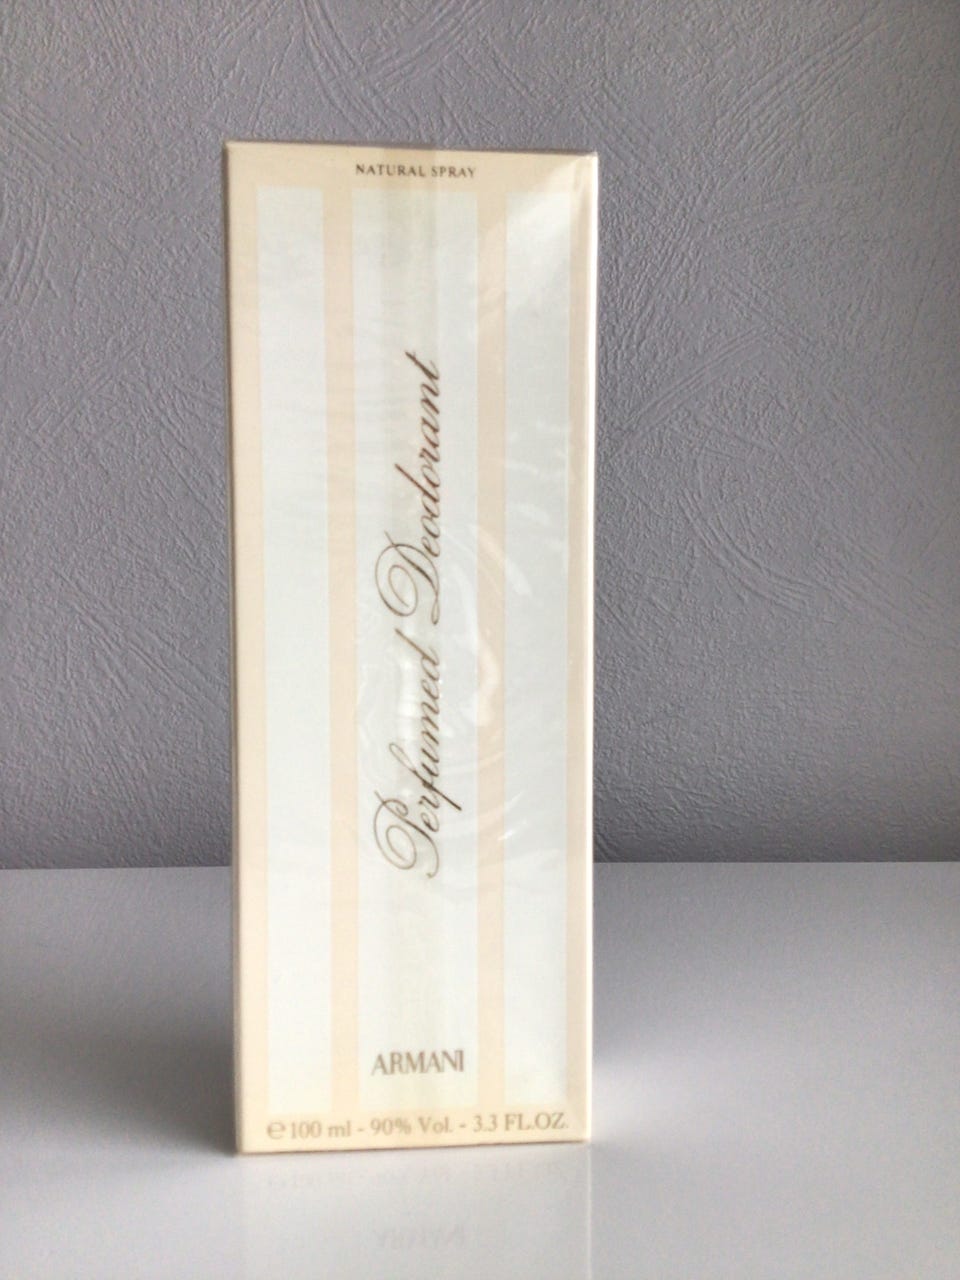 NATURAL SPRAY
Perfumed Deodorant
ARMANI
℮ 100 ml - 90% Vol. - 3.3 FL.OZ.